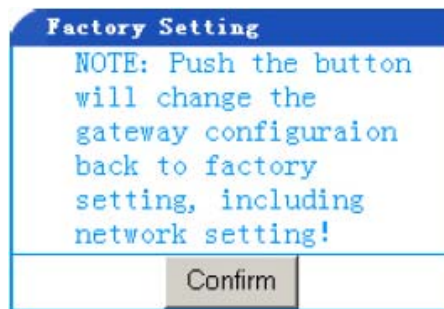 Factory Setting
NOTE: Push the button
will change the
gateway configuraion
back to factory
setting, including
network setting!
Confirm